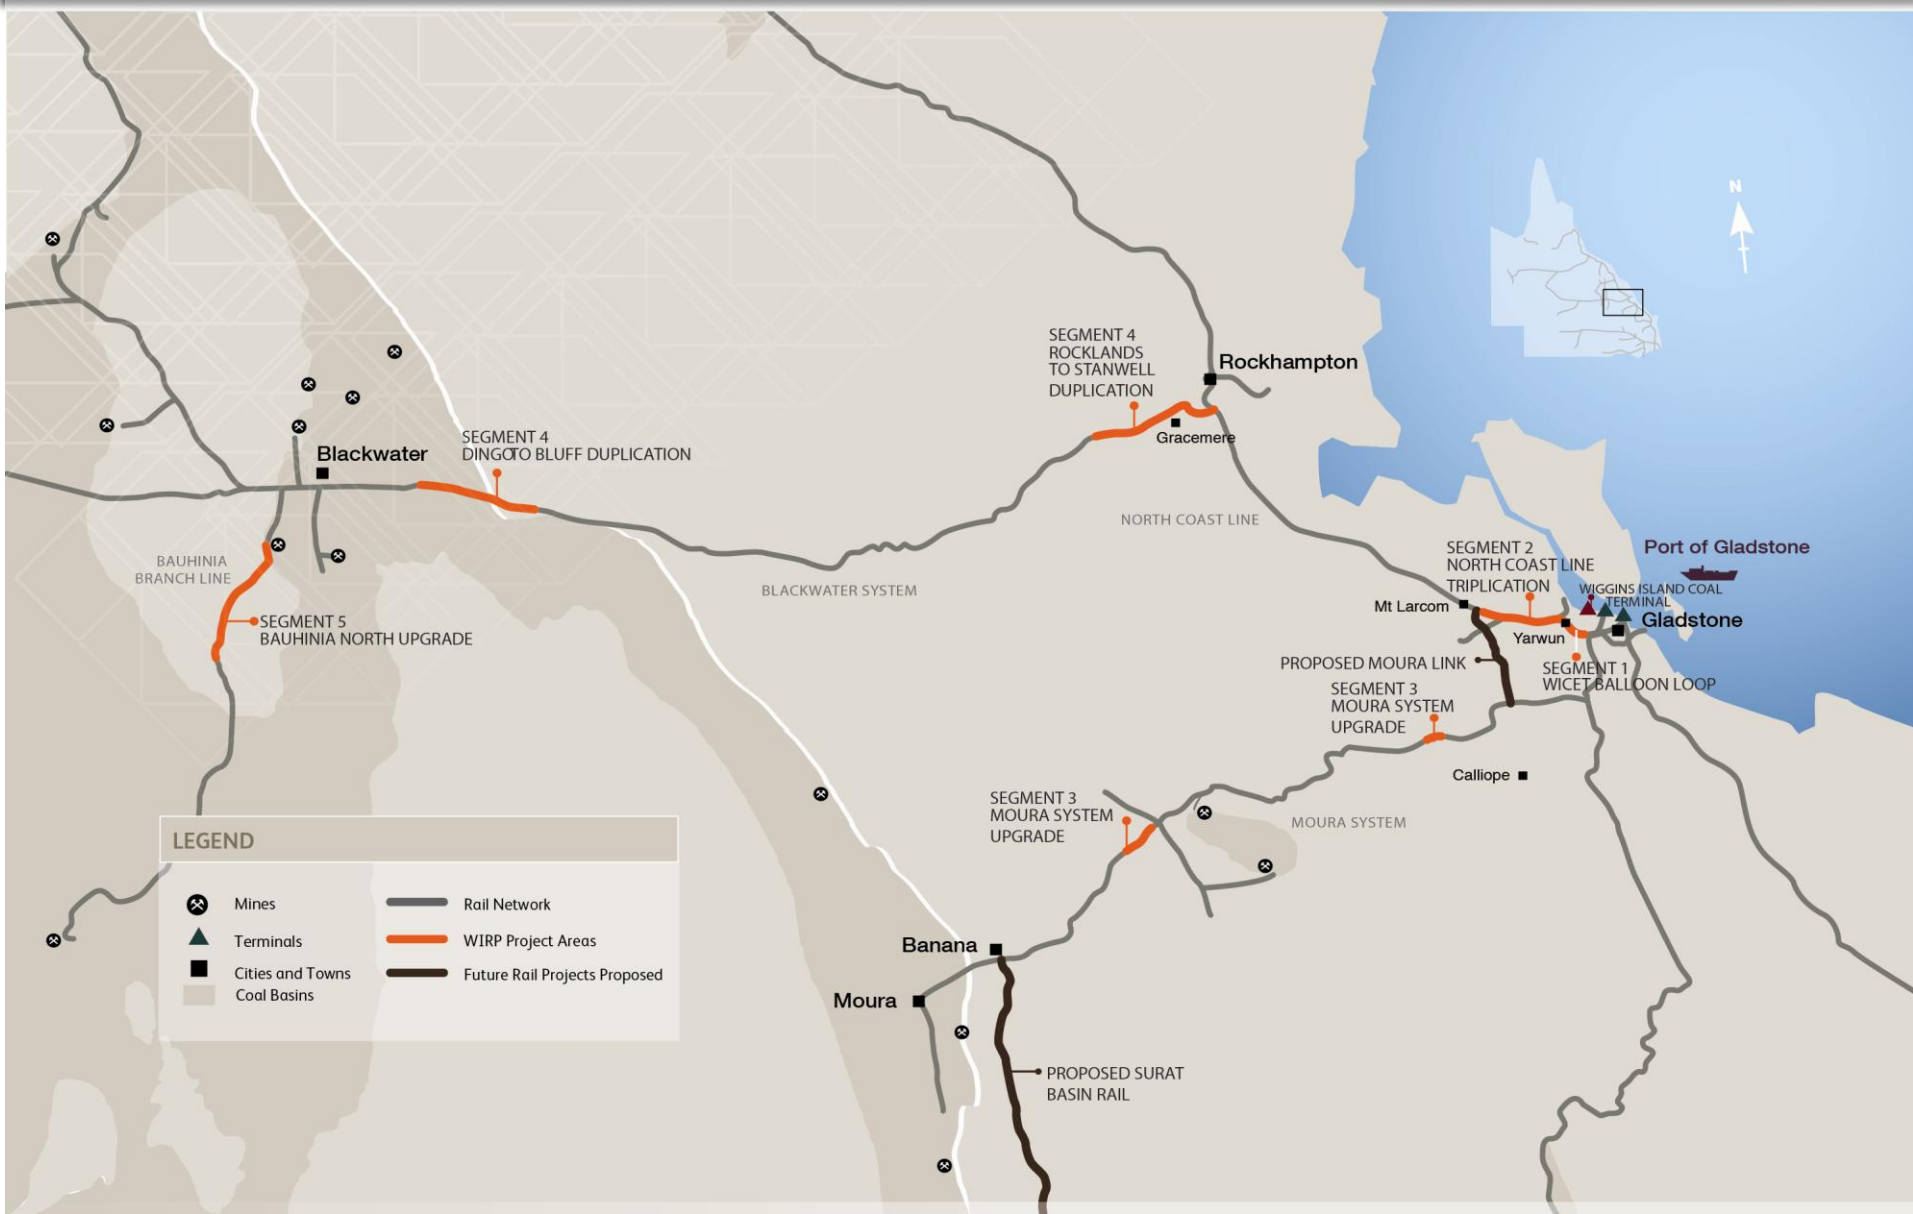 N
SEGMENT 4
ROCKLANDS
TO STANWELL
DUPLICATION
Rockhampton
Gracemere
SEGMENT 4
DINGOTO BLUFF DUPLICATION
Blackwater
NORTH COAST LINE
BAUHINIA
BRANCH LINE
BLACKWATER SYSTEM
SEGMENT 2
NORTH COAST LINE
TRIPLICATION
Port of Gladstone
WIGGINS ISLAND COAL
TERMINAL
Mt Larcom
Yarwun
Gladstone
SEGMENT 5
BAUHINIA NORTH UPGRADE
PROPOSED MOURA LINK
SEGMENT 1
WICET BALLOON LOOP
SEGMENT 3
MOURA SYSTEM
UPGRADE
Calliope
SEGMENT 3
MOURA SYSTEM
UPGRADE
MOURA SYSTEM
LEGEND
Mines
Terminals
Cities and Towns
Coal Basins
Rail Network
WIRP Project Areas
Future Rail Projects Proposed
Banana
Moura
PROPOSED SURAT
BASIN RAIL